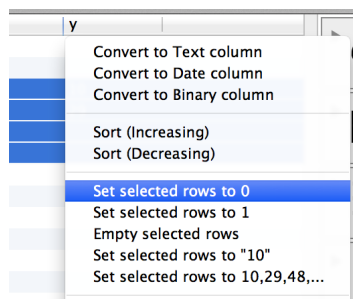 y
Convert to Text column
Convert to Date column
Convert to Binary column
Sort (Increasing)
Sort (Decreasing)
Set selected rows to 0
Set selected rows to 1
Empty selected rows
Set selected rows to "10"
Set selected rows to 10,29,48,...